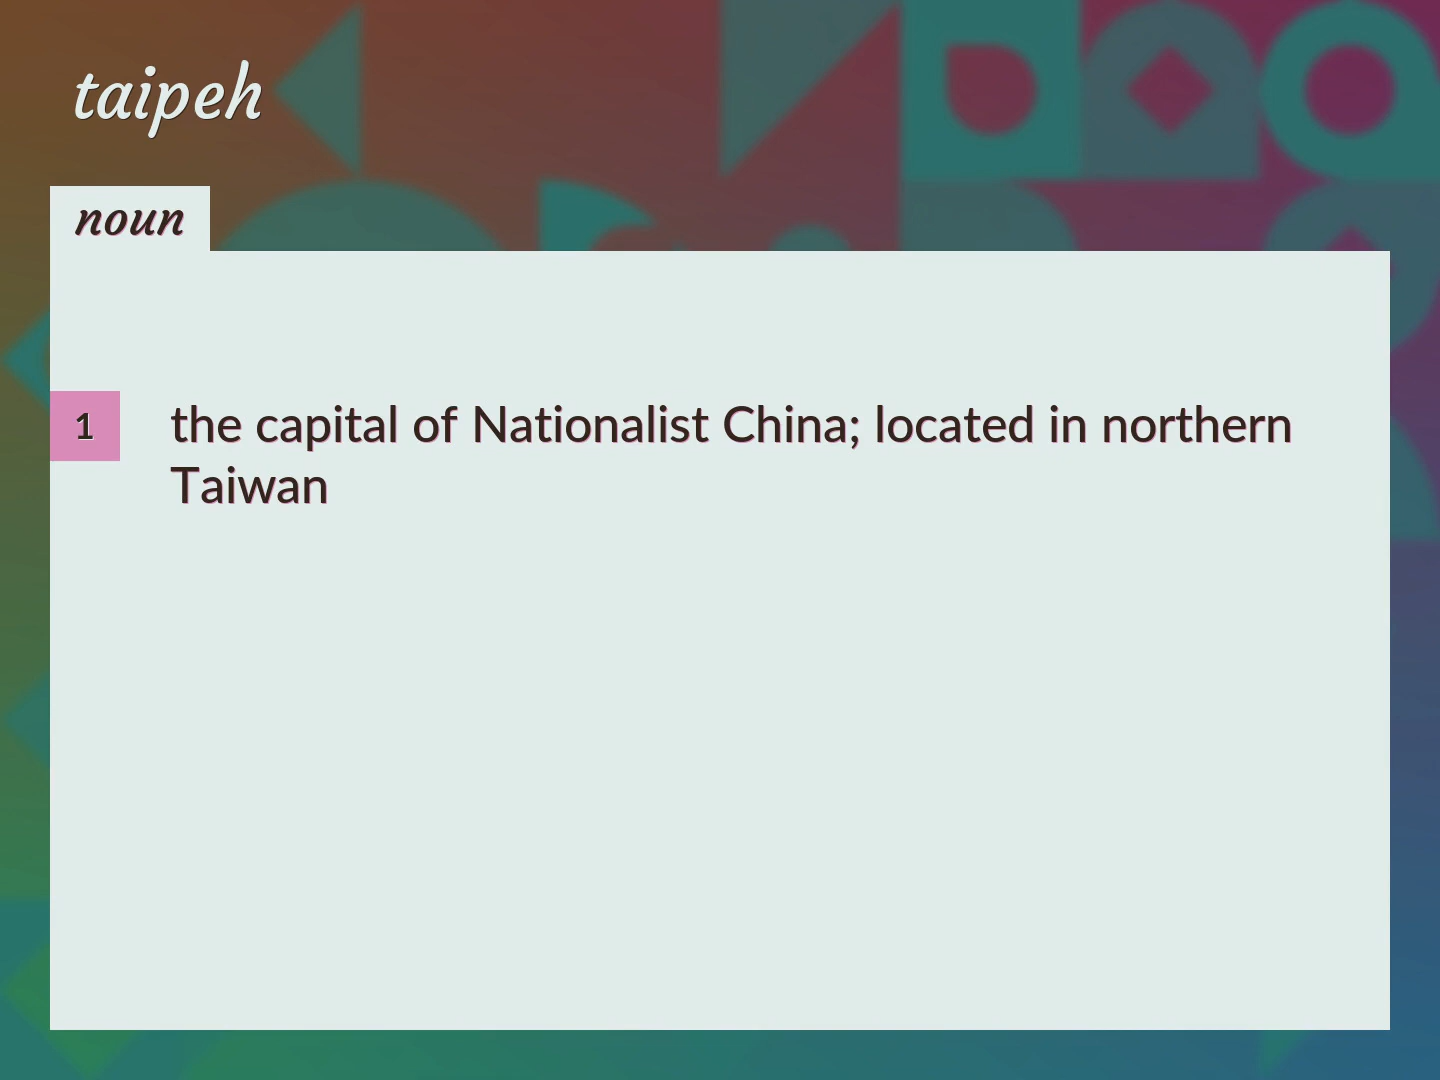 taipeh
noun
1
the capital of Nationalist China; located in northern
Taiwan